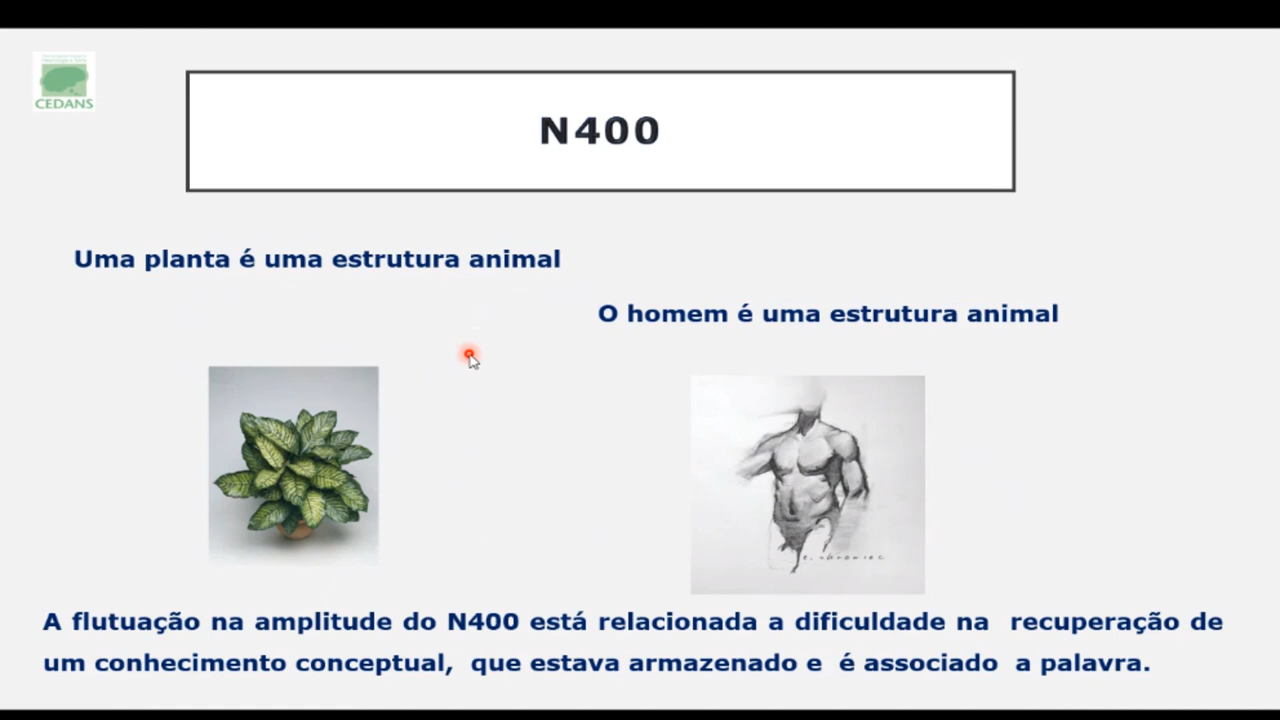 CEDANS
N400
Uma planta é uma estrutura animal
O homem é uma estrutura animal
A flutuação na amplitude do N400 está relacionada a dificuldade na recuperação de
um conhecimento conceptual, que estava armazenado e é associado a palavra.